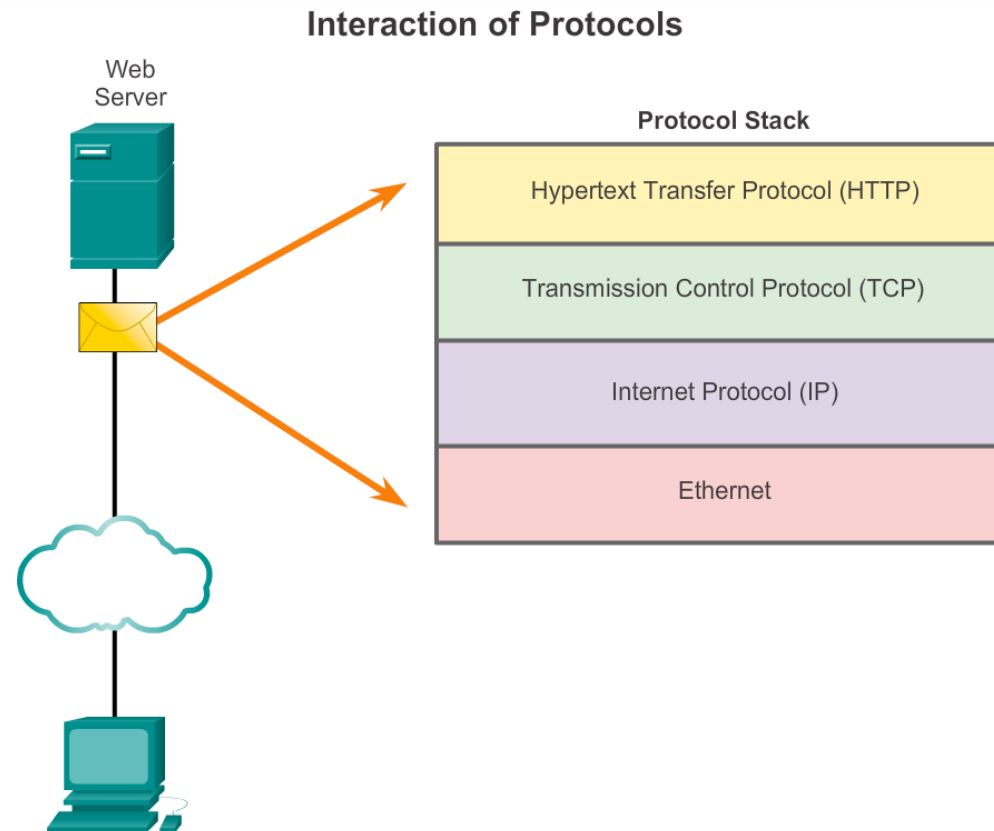 Interaction of Protocols
Web
Server
Protocol Stack
Hypertext Transfer Protocol (HTTP)
Transmission Control Protocol (TCP)
Internet Protocol (IP)
Ethernet